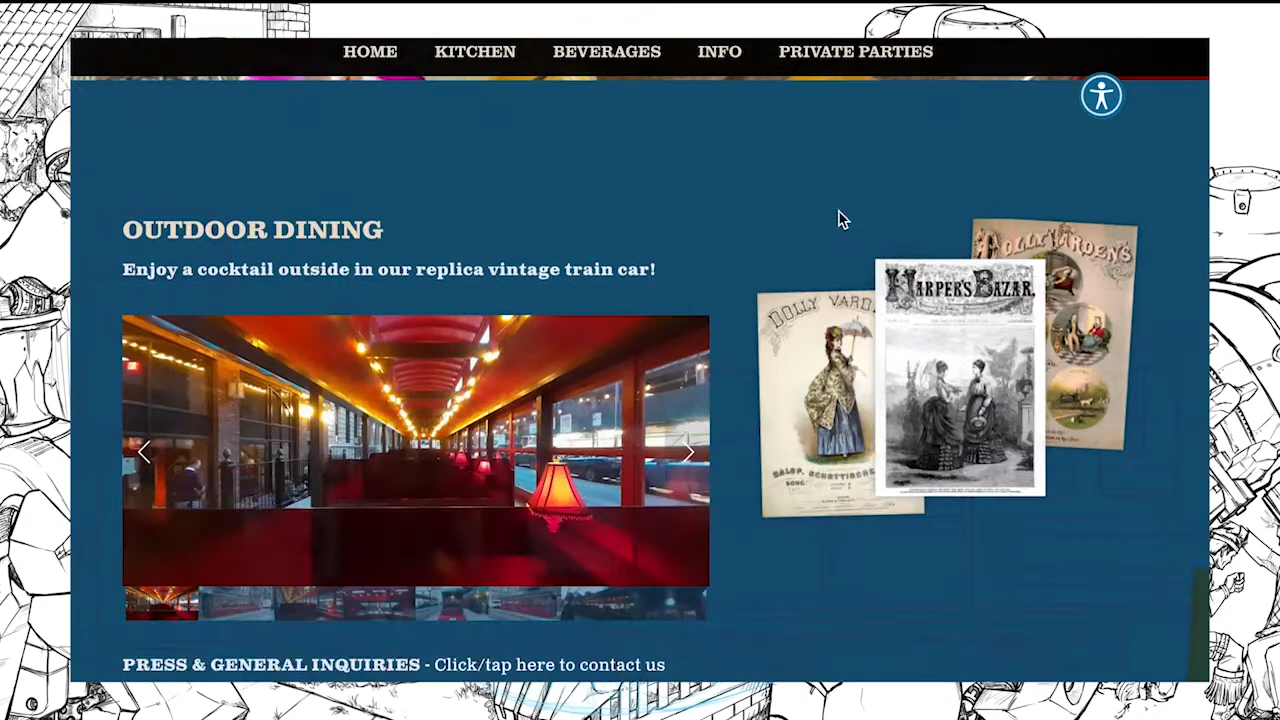 HOME KITCHEN BEVERAGES INFO PRIVATE PARTIES
OUTDOOR DINING
Enjoy a cocktail outside in our replica vintage train car!
DOLLY VARDEN'S
HARPER'S BAZAR.
DOLLY VARD
SONG
PRESS & GENERAL INQUIRIES - Click/tap here to contact us